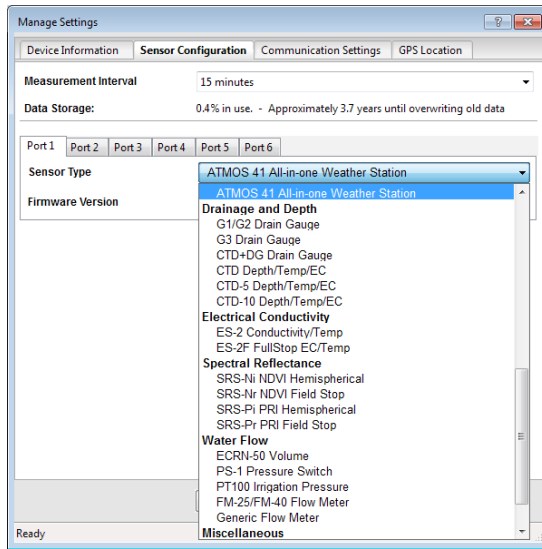 Manage Settings
Device Information Sensor Configuration Communication Settings GPS Location
Measurement Interval 15 minutes
Data Storage: 0.4% in use. - Approximately 3.7 years until overwriting old data
Port 1 Port 2 Port 3 Port 4 Port 5 Port 6
Sensor Type ATMOS 41 All-in-one Weather Station
ATMOS 41 All-in-one Weather Station
Firmware Version
Drainage and Depth
G1/G2 Drain Gauge
G3 Drain Gauge
CTD+DG Drain Gauge
CTD Depth/Temp/EC
CTD-5 Depth/Temp/EC
CTD-10 Depth/Temp/EC
Electrical Conductivity
ES-2 Conductivity/Temp
ES-2F FullStop EC/Temp
Spectral Reflectance
SRS-Ni NDVI Hemispherical
SRS-Nr NDVI Field Stop
SRS-Pi PRI Hemispherical
SRS-Pr PRI Field Stop
Water Flow
ECRN-50 Volume
PS-1 Pressure Switch
PT100 Irrigation Pressure
FM-25/FM-40 Flow Meter
Generic Flow Meter
Miscellaneous
Ready